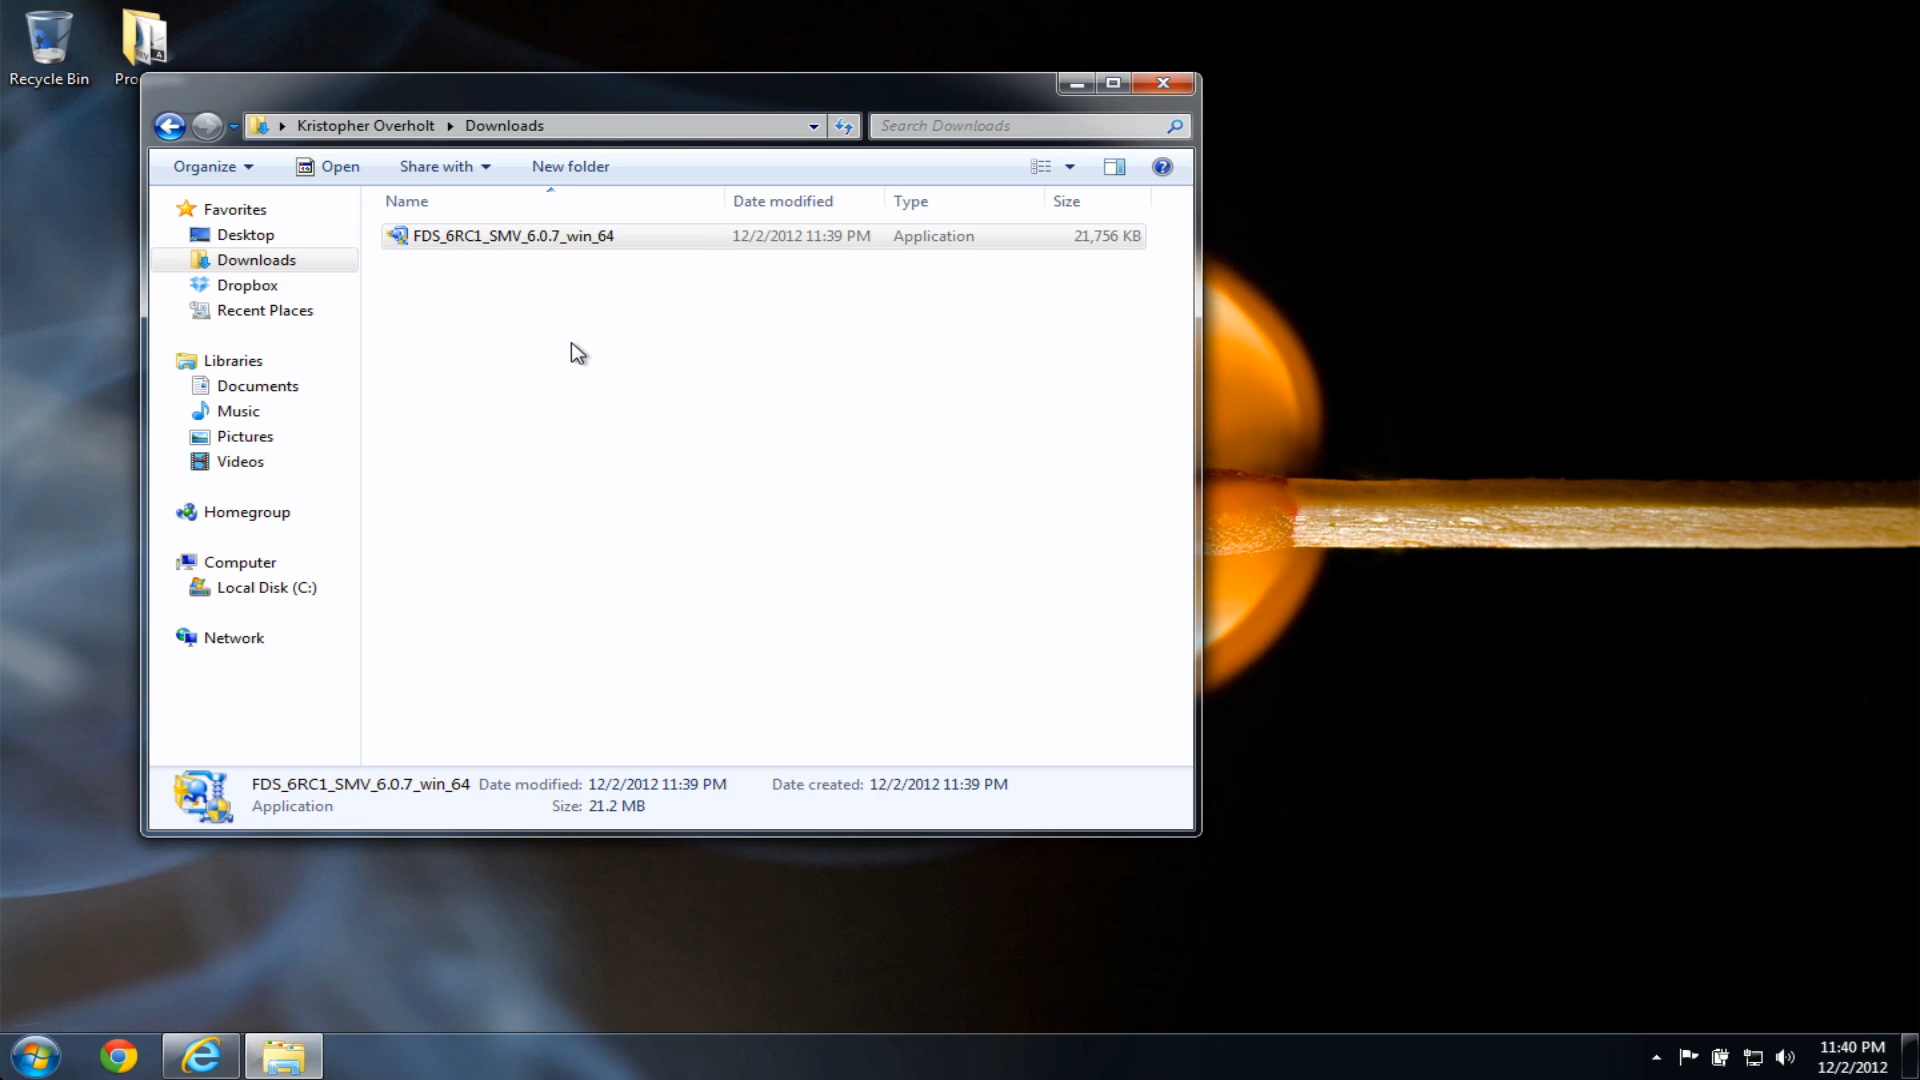 Recycle Bin
Pro
Kristopher Overholt
Downloads
Search Downloads
Organize
Open
Share with
New folder
Name
Date modified
Type
Size
FDS_6RC1_SMV_6.0.7_win_64
12/2/2012 11:39 PM
Application
21,756 KB
Favorites
Desktop
Downloads
Dropbox
Recent Places
Libraries
Documents
Music
Pictures
Videos
Homegroup
Computer
Local Disk (C:)
Network
FDS_6RC1_SMV_6.0.7_win_64 Date modified: 12/2/2012 11:39 PM Date created: 12/2/2012 11:39 PM
Application Size: 21.2 MB
11:40 PM
12/2/2012